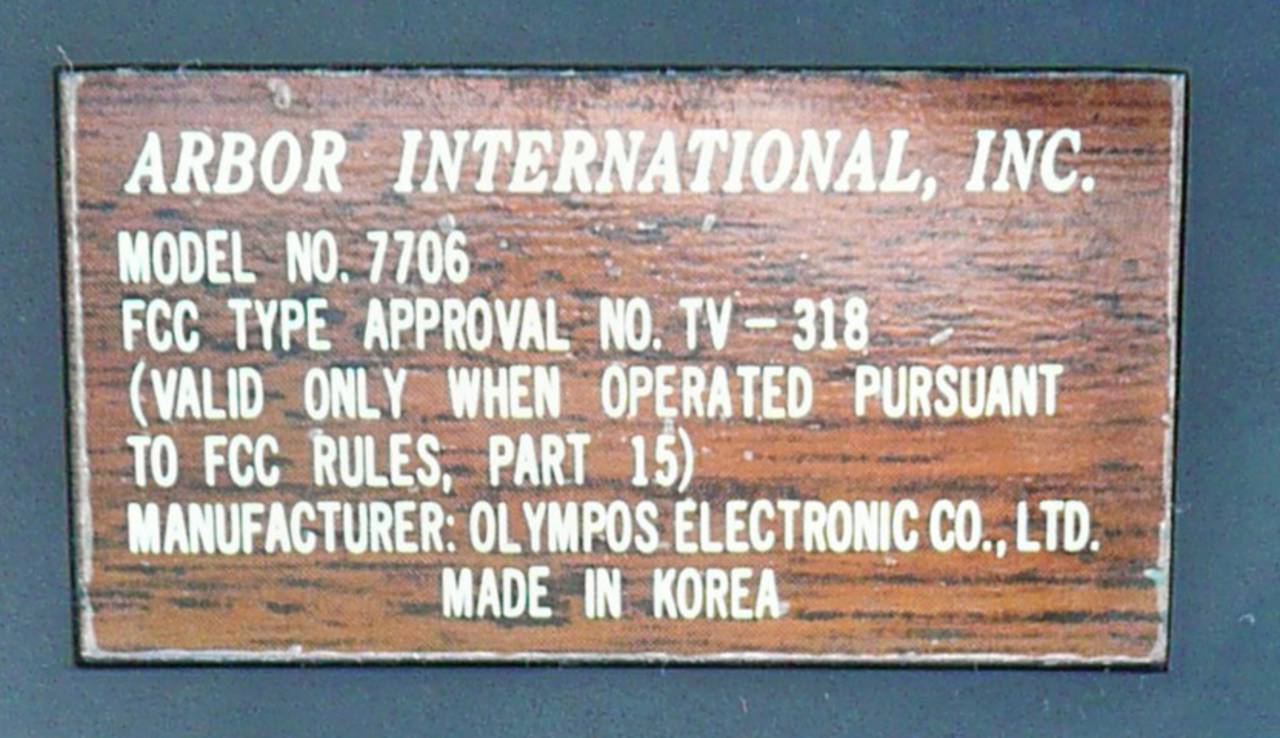 ARBOR INTERNATIONAL, INC.
MODEL NO. 7706
FCC TYPE APPROVAL NO. TV - 318
(VALID ONLY WHEN OPERATED PURSUANT
TO FCC RULES, PART 15)
MANUFACTURER: OLYMPOS ELECTRONIC CO., LTD.
MADE IN KOREA